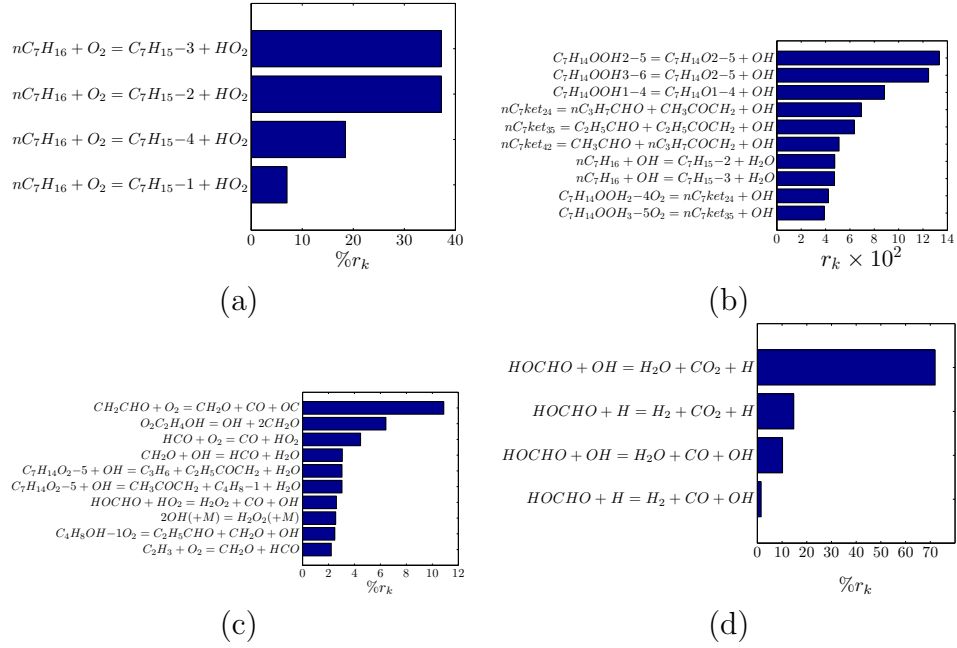 nC₇H₁₆ + O₂ = C₇H₁₅−3 + HO₂
nC₇H₁₆ + O₂ = C₇H₁₅−2 + HO₂
nC₇H₁₆ + O₂ = C₇H₁₅−4 + HO₂
nC₇H₁₆ + O₂ = C₇H₁₅−1 + HO₂
0 10 20 30 40
%rₖ
(a)
C₇H₁₄OOH2−5 = C₇H₁₄O2−5 + OH
C₇H₁₄OOH3−6 = C₇H₁₄O2−5 + OH
C₇H₁₄OOH1−4 = C₇H₁₄O1−4 + OH
nC₇ket₂₄ = nC₃H₇CHO + CH₃COCH₂ + OH
nC₇ket₃₅ = C₂H₅CHO + C₂H₅COCH₂ + OH
nC₇ket₄₂ = CH₃CHO + nC₃H₇COCH₂ + OH
nC₇H₁₆ + OH = C₇H₁₅−2 + H₂O
nC₇H₁₆ + OH = C₇H₁₅−3 + H₂O
C₇H₁₄OOH₂−4O₂ = nC₇ket₂₄ + OH
C₇H₁₄OOH₃−5O₂ = nC₇ket₃₅ + OH
0 2 4 6 8 10 12 14
rₖ × 10²
(b)
CH₂CHO + O₂ = CH₂O + CO + OC
O₂C₂H₄OH = OH + 2CH₂O
HCO + O₂ = CO + HO₂
CH₂O + OH = HCO + H₂O
C₇H₁₄O₂−5 + OH = C₃H₆ + C₂H₅COCH₂ + H₂O
C₇H₁₄O₂−5 + OH = CH₃COCH₂ + C₄H₈−1 + H₂O
HOCHO + HO₂ = H₂O₂ + CO + OH
2OH(+M) = H₂O₂(+M)
C₄H₈OH−1O₂ = C₂H₅CHO + CH₂O + OH
C₂H₃ + O₂ = CH₂O + HCO
0 2 4 6 8 10 12
%rₖ
(c)
HOCHO + OH = H₂O + CO₂ + H
HOCHO + H = H₂ + CO₂ + H
HOCHO + OH = H₂O + CO + OH
HOCHO + H = H₂ + CO + OH
0 10 20 30 40 50 60 70
%rₖ
(d)